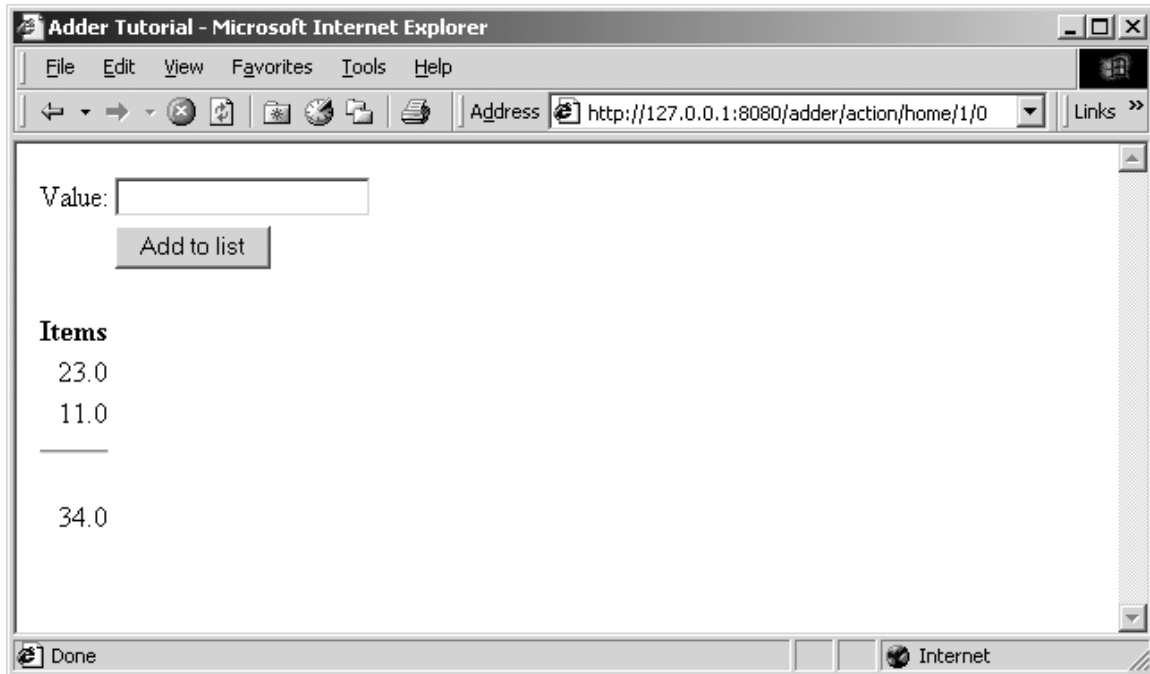 Adder Tutorial - Microsoft Internet Explorer
File Edit View Favorites Tools Help
Address http://127.0.0.1:8080/adder/action/home/1/0 Links »
Value:
Add to list
Items
23.0
11.0
34.0
Done Internet